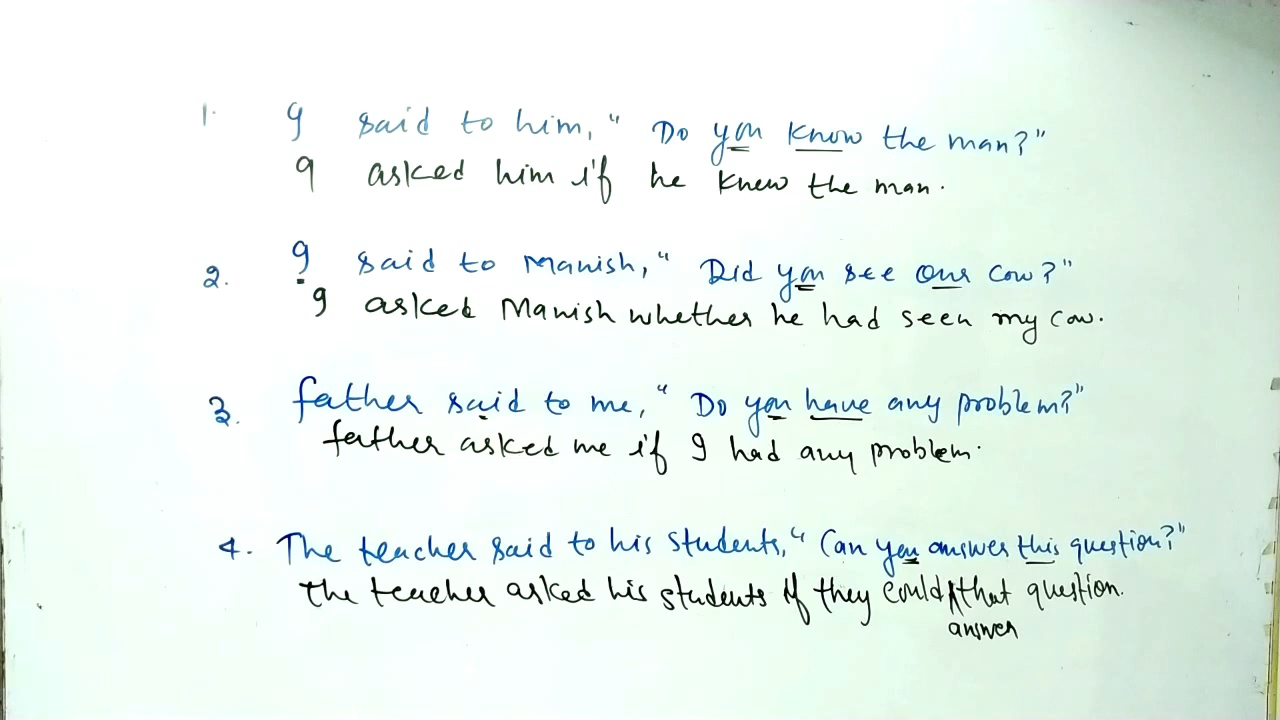 1. I said to him, " Do you know the man?"
I asked him if he knew the man.
2. I said to Manish, " Did you see our cow?"
I asked Manish whether he had seen my cow.
3. father said to me, " Do you have any problem?"
father asked me if I had any problem.
4. The teacher said to his students, " Can you answer this question?"
the teacher asked his students if they could that question.
answer